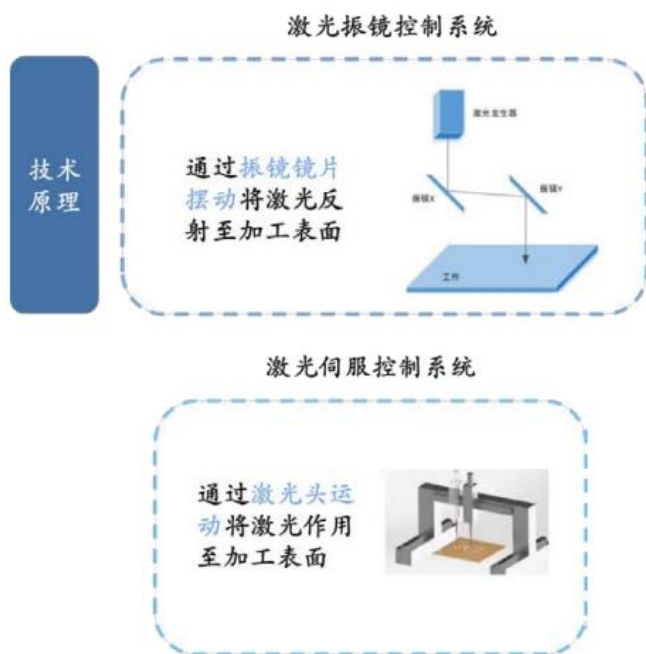 激光振镜控制系统
技术
原理
通过振镜镜片
摆动将激光反
射至加工表面
激光发生器
振镜X
振镜Y
工件
激光伺服控制系统
通过激光头运
动将激光作用
至加工表面